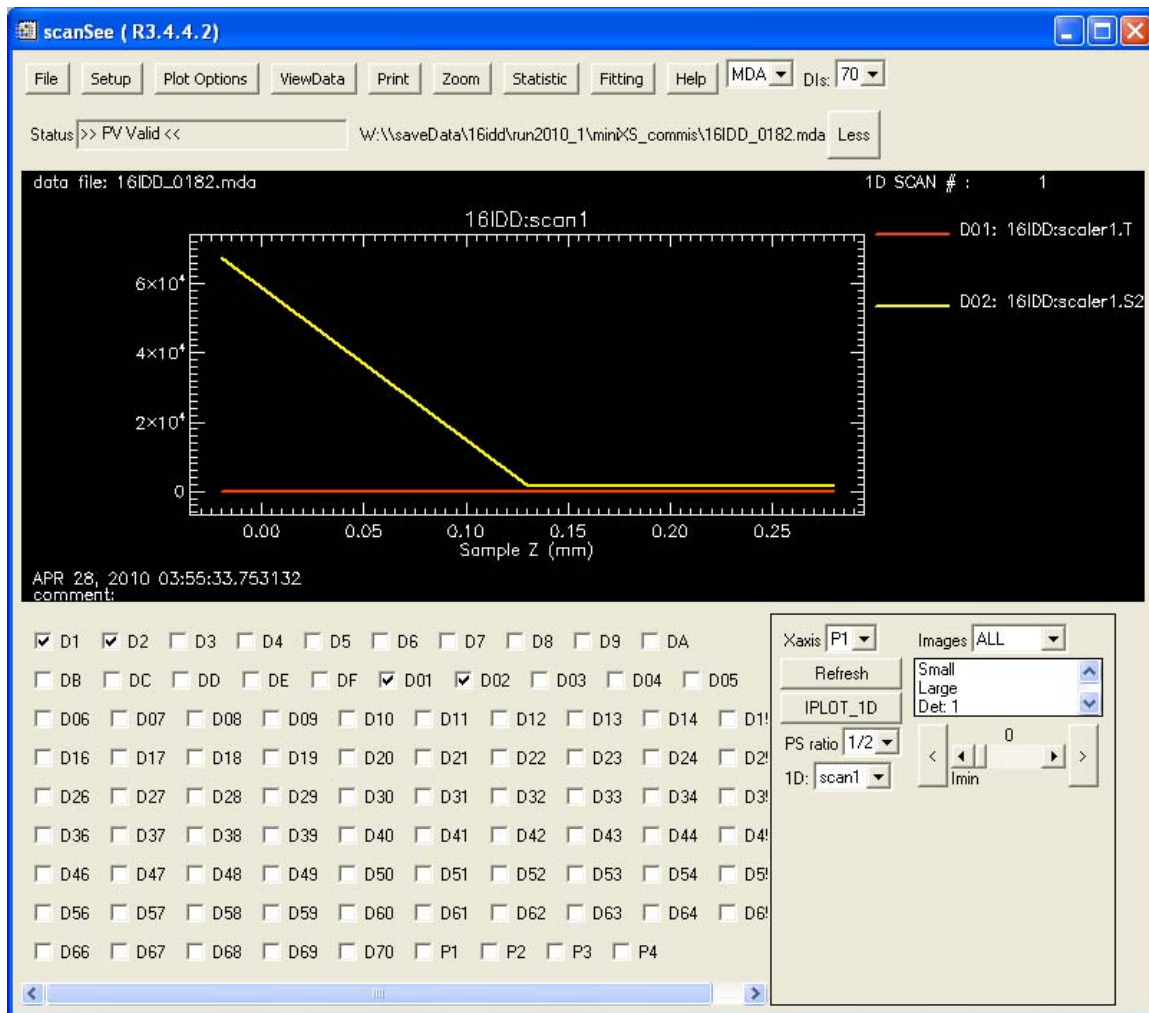 scanSee ( R3.4.4.2)
File Setup Plot Options ViewData Print Zoom Statistic Fitting Help MDA DIs: 70
Status >> PV Valid << W:\\saveData\16idd\run2010_1\miniXS_commis\16IDD_0182.mda Less
data file: 16IDD_0182.mda 1D SCAN # : 1
16IDD:scan1
D01: 16IDD:scaler1.T
6×10⁴
D02: 16IDD:scaler1.S2
4×10⁴
2×10⁴
0
0.00 0.05 0.10 0.15 0.20 0.25
Sample Z (mm)
APR 28, 2010 03:55:33.753132
comment:
D1 D2 D3 D4 D5 D6 D7 D8 D9 DA
DB DC DD DE DF D01 D02 D03 D04 D05
D06 D07 D08 D09 D10 D11 D12 D13 D14
D16 D17 D18 D19 D20 D21 D22 D23 D24
D26 D27 D28 D29 D30 D31 D32 D33 D34
D36 D37 D38 D39 D40 D41 D42 D43 D44
D46 D47 D48 D49 D50 D51 D52 D53 D54
D56 D57 D58 D59 D60 D61 D62 D63 D64
D66 D67 D68 D69 D70 P1 P2 P3 P4
Xaxis P1 Images ALL
Refresh
Small
Large
Det: 1
IPLOT_1D
PS ratio 1/2
1D: scan1
< 0 >
Imin